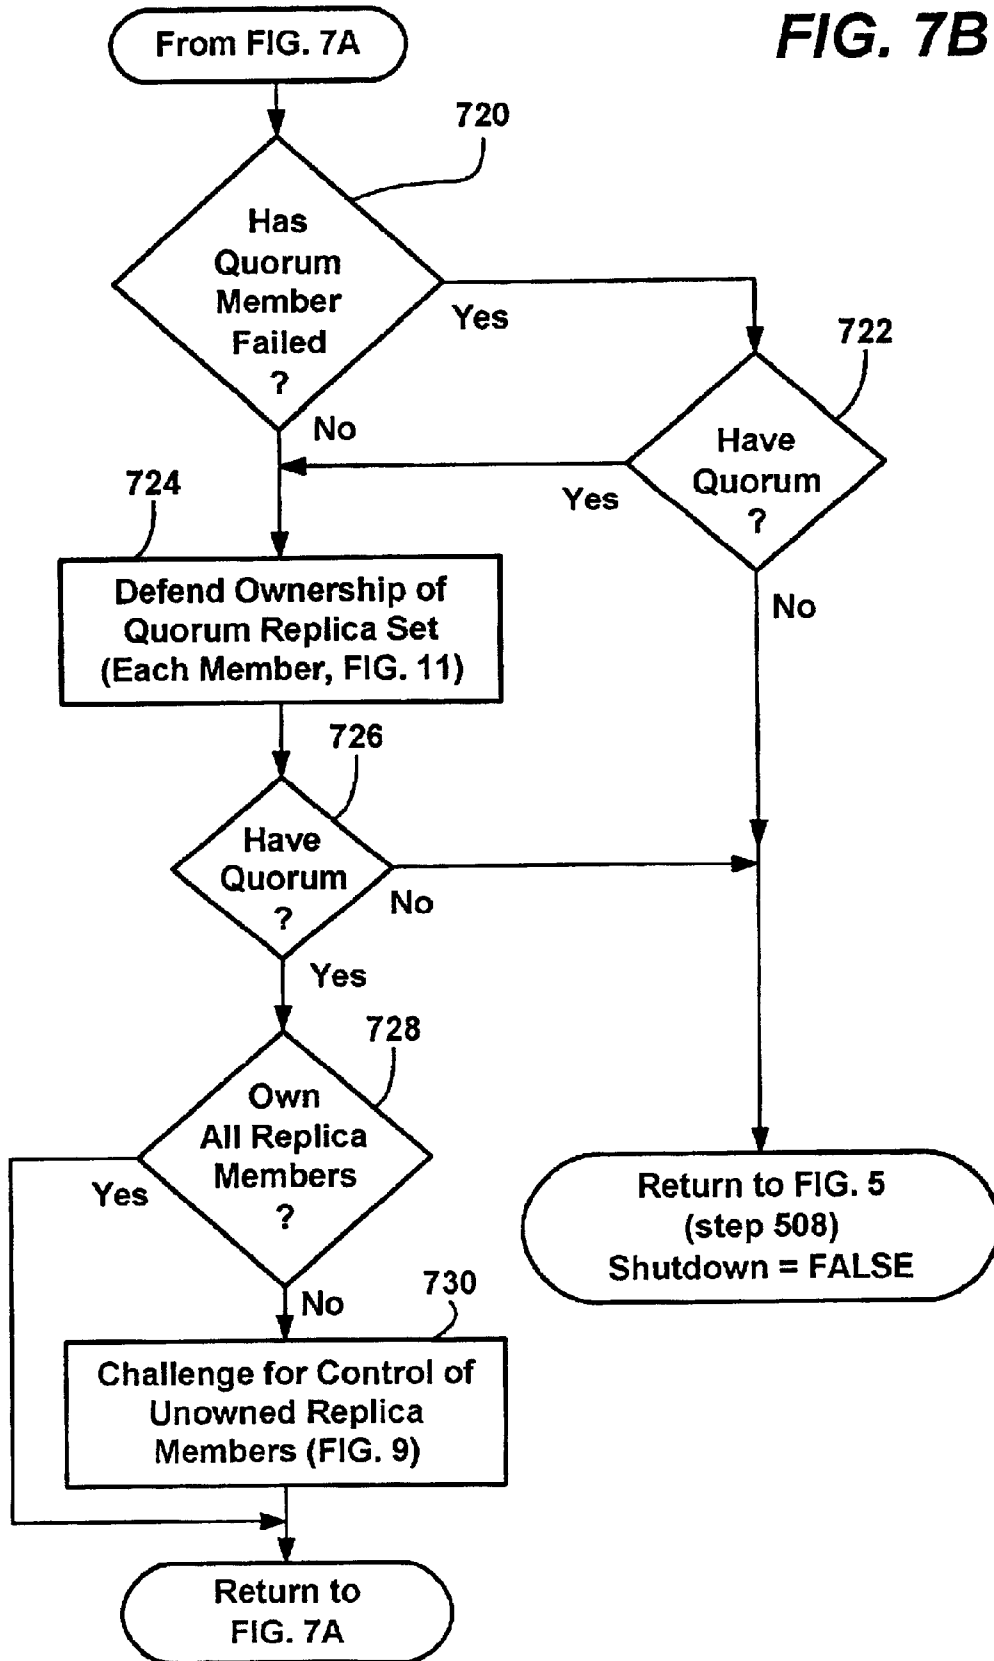 From FIG. 7A
FIG. 7B
720
Has
Quorum
Member
Failed
?
Yes
No
722
Have
Quorum
?
Yes
No
724
Defend Ownership of
Quorum Replica Set
(Each Member, FIG. 11)
726
Have
Quorum
?
No
Yes
728
Own
All Replica
Members
?
Yes
No
Return to FIG. 5
(step 508)
Shutdown = FALSE
730
Challenge for Control of
Unowned Replica
Members (FIG. 9)
Return to
FIG. 7A